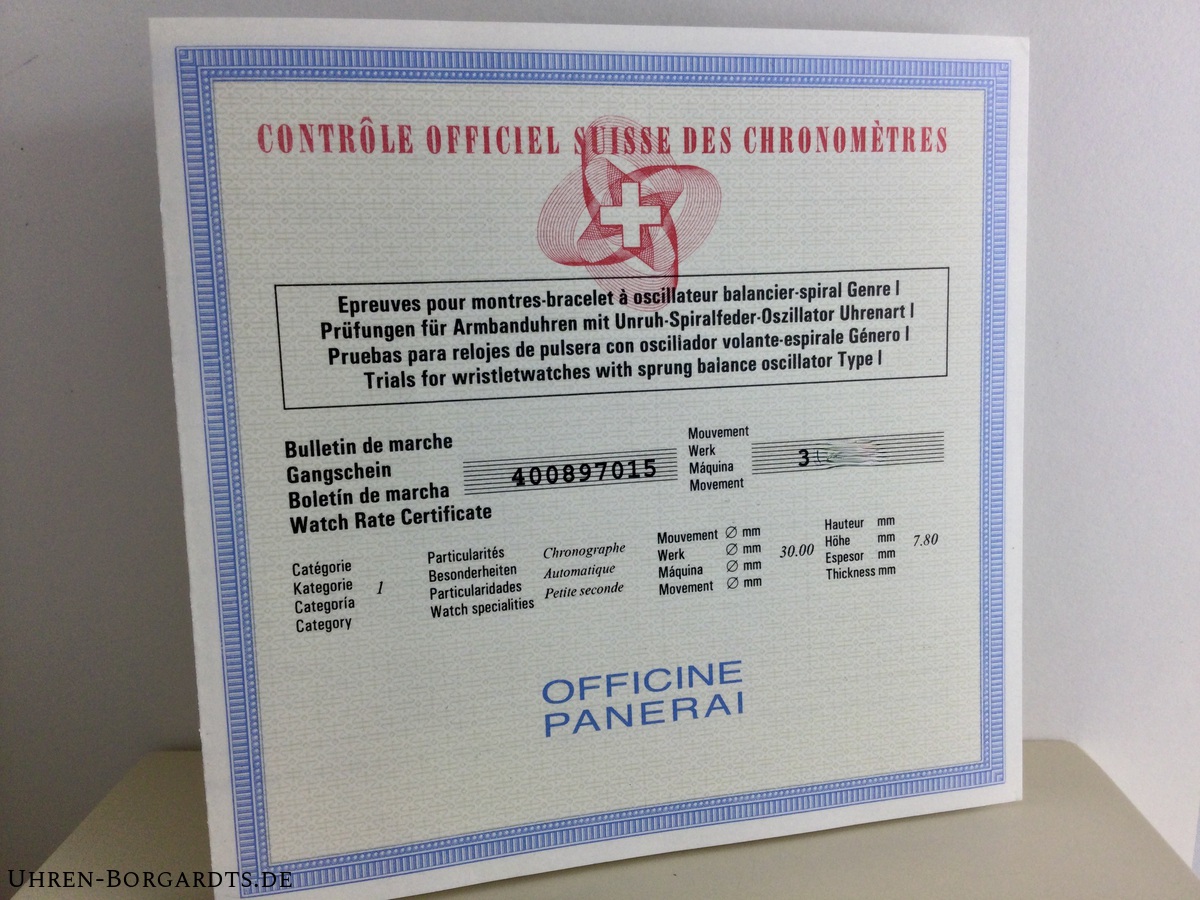 CONTRÔLE OFFICIEL SUISSE DES CHRONOMÈTRES
Epreuves pour montres-bracelet à oscillateur balancier-spiral Genre I
Prüfungen für Armbanduhren mit Unruh-Spiralfeder-Oszillator Uhrenart I
Pruebas para relojes de pulsera con oscilador volante-espirale Género I
Trials for wristletwatches with sprung balance oscillator Type I
Bulletin de marche
Gangschein
Boletín de marcha
Watch Rate Certificate
400897015
Mouvement
Werk
Máquina
Movement
3
Catégorie
Kategorie
Categoría
Category
1
Particularités
Besonderheiten
Particularidades
Watch specialities
Chronographe
Automatique
Petite seconde
Mouvement ∅ mm
Werk ∅ mm
Máquina ∅ mm
Movement ∅ mm
30.00
Hauteur mm
Höhe mm
Espesor mm
Thickness mm
7.80
OFFICINE
PANERAI
UHREN-BORGARDTS.DE